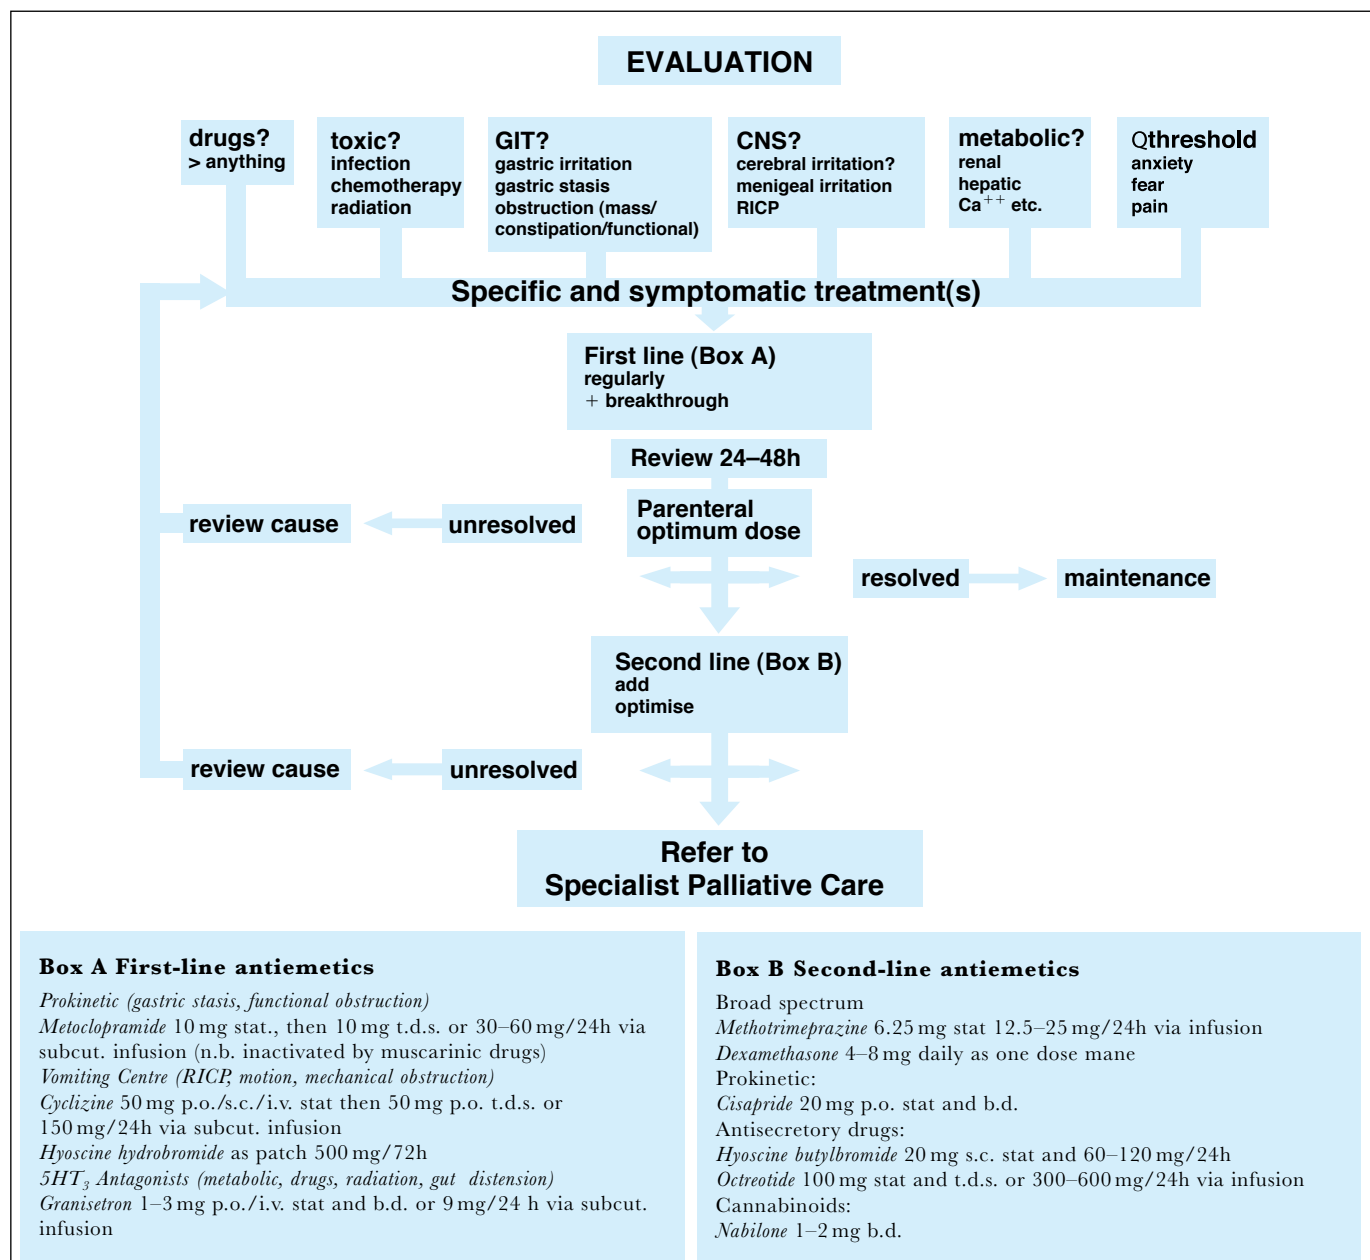 EVALUATION
drugs?
> anything
toxic?
infection
chemotherapy
radiation
GIT?
gastric irritation
gastric stasis
obstruction (mass/
constipation/functional)
CNS?
cerebral irritation?
menigeal irritation
RICP
metabolic?
renal
hepatic
Ca++ etc.
Qthreshold
anxiety
fear
pain
Specific and symptomatic treatment(s)
First line (Box A)
regularly
+ breakthrough
Review 24–48h
Parenteral
optimum dose
review cause
unresolved
resolved
maintenance
Second line (Box B)
add
optimise
review cause
unresolved
Refer to
Specialist Palliative Care
Box A First-line antiemetics
Prokinetic (gastric stasis, functional obstruction)
Metoclopramide 10 mg stat., then 10 mg t.d.s. or 30–60 mg/24h via
subcut. infusion (n.b. inactivated by muscarinic drugs)
Vomiting Centre (RICP, motion, mechanical obstruction)
Cyclizine 50 mg p.o./s.c./i.v. stat then 50 mg p.o. t.d.s. or
150 mg/24h via subcut. infusion
Hyoscine hydrobromide as patch 500 mg/72h
5HT3 Antagonists (metabolic, drugs, radiation, gut distension)
Granisetron 1–3 mg p.o./i.v. stat and b.d. or 9 mg/24 h via subcut.
infusion
Box B Second-line antiemetics
Broad spectrum
Methotrimeprazine 6.25 mg stat 12.5–25 mg/24h via infusion
Dexamethasone 4–8 mg daily as one dose mane
Prokinetic:
Cisapride 20 mg p.o. stat and b.d.
Antisecretory drugs:
Hyoscine butylbromide 20 mg s.c. stat and 60–120 mg/24h
Octreotide 100 mg stat and t.d.s. or 300–600 mg/24h via infusion
Cannabinoids:
Nabilone 1–2 mg b.d.